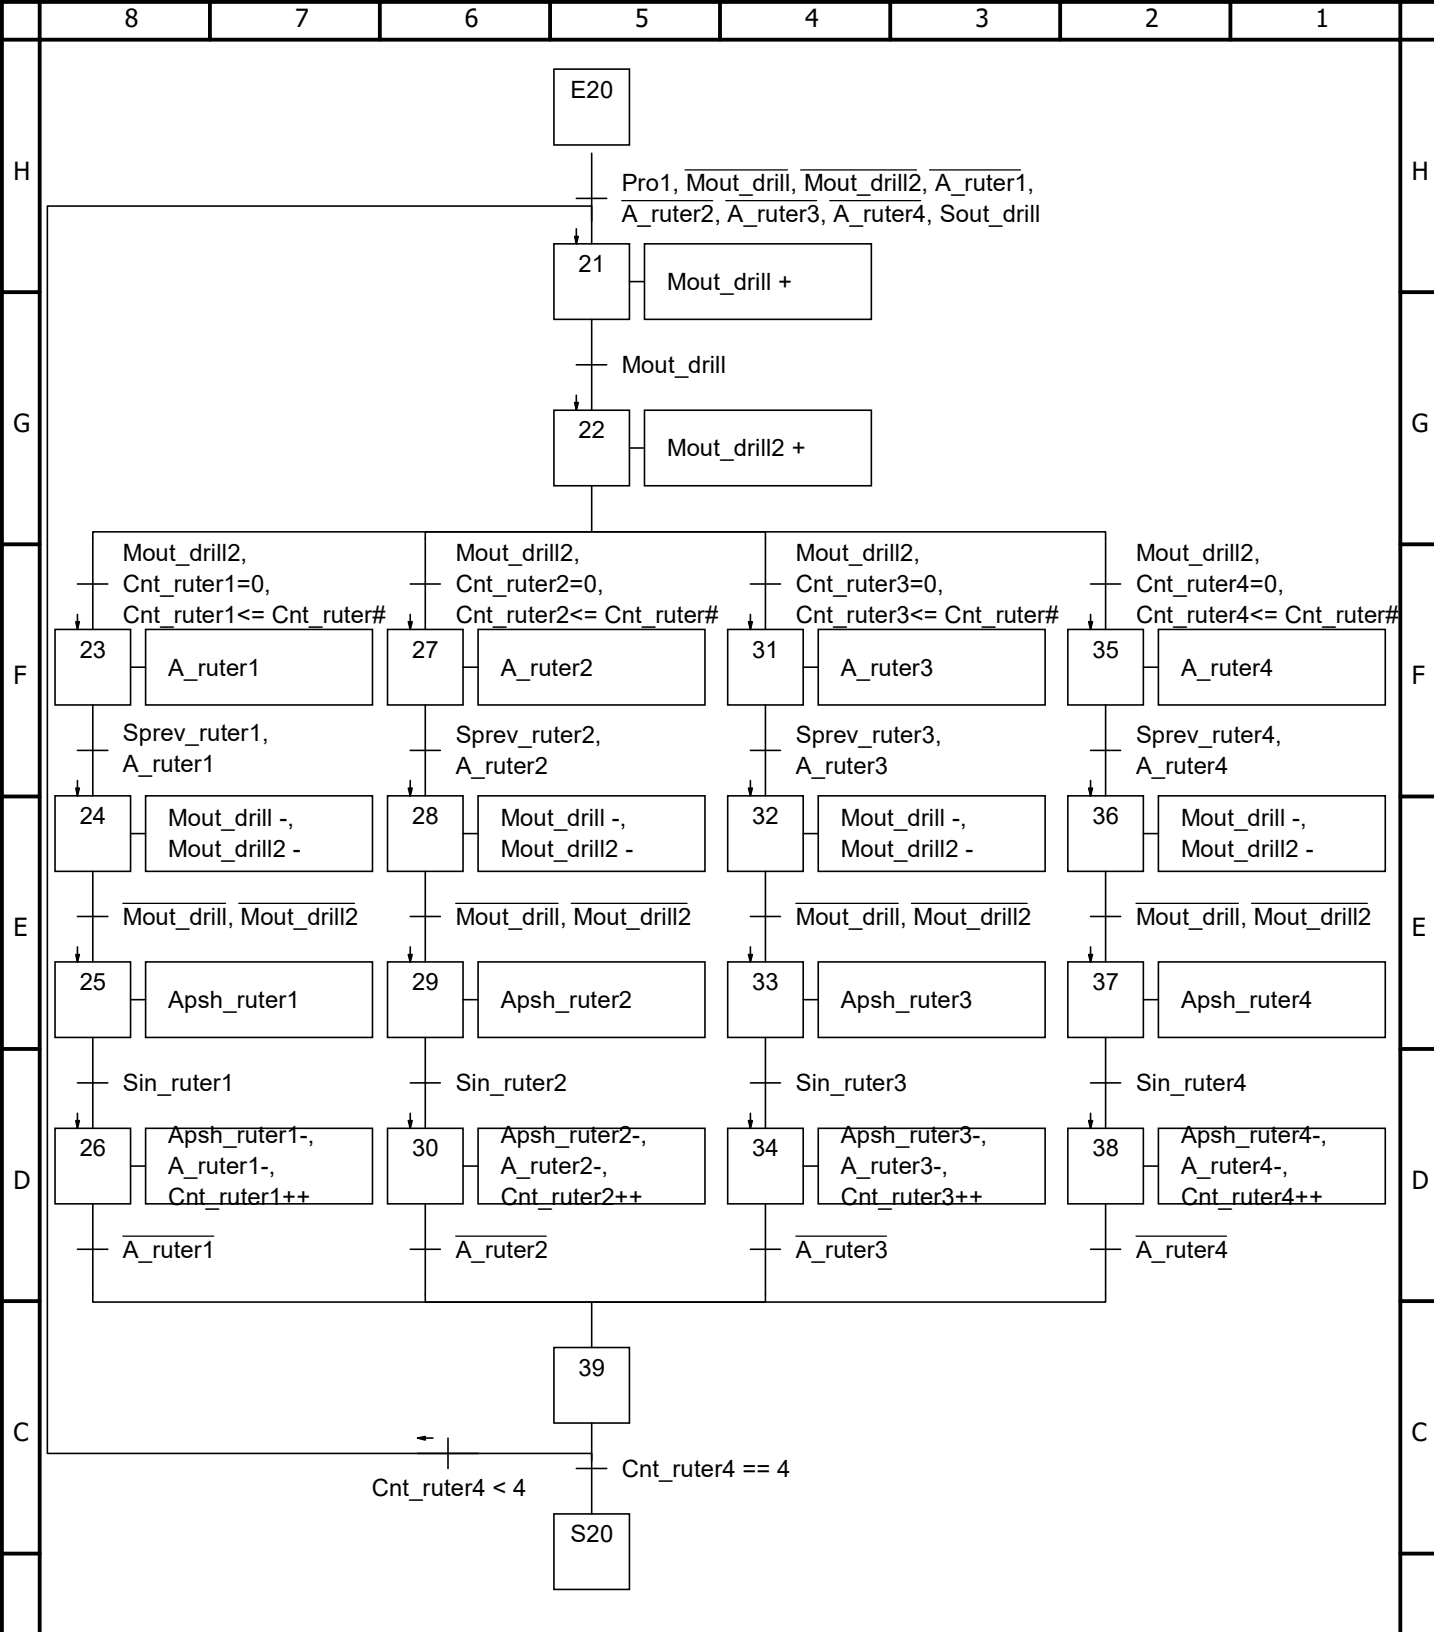 8 7 6 5 4 3 2 1
E20
H H
Pro1, Mout_drill, Mout_drill2, A_ruter1,
A_ruter2, A_ruter3, A_ruter4, Sout_drill
21 Mout_drill +
Mout_drill
G G
22 Mout_drill2 +
Mout_drill2, Mout_drill2, Mout_drill2, Mout_drill2,
Cnt_ruter1=0, Cnt_ruter2=0, Cnt_ruter3=0, Cnt_ruter4=0,
Cnt_ruter1<= Cnt_ruter# Cnt_ruter2<= Cnt_ruter# Cnt_ruter3<= Cnt_ruter# Cnt_ruter4<= Cnt_ruter#
23 A_ruter1 27 A_ruter2 31 A_ruter3 35 A_ruter4
F F
Sprev_ruter1, Sprev_ruter2, Sprev_ruter3, Sprev_ruter4,
A_ruter1 A_ruter2 A_ruter3 A_ruter4
24 Mout_drill -, 28 Mout_drill -, 32 Mout_drill -, 36 Mout_drill -,
Mout_drill2 - Mout_drill2 - Mout_drill2 - Mout_drill2 -
E Mout_drill, Mout_drill2 Mout_drill, Mout_drill2 Mout_drill, Mout_drill2 Mout_drill, Mout_drill2 E
25 Apsh_ruter1 29 Apsh_ruter2 33 Apsh_ruter3 37 Apsh_ruter4
Sin_ruter1 Sin_ruter2 Sin_ruter3 Sin_ruter4
26 Apsh_ruter1-, 30 Apsh_ruter2-, 34 Apsh_ruter3-, 38 Apsh_ruter4-,
D A_ruter1-, A_ruter2-, A_ruter3-, A_ruter4-, D
Cnt_ruter1++ Cnt_ruter2++ Cnt_ruter3++ Cnt_ruter4++
A_ruter1 A_ruter2 A_ruter3 A_ruter4
39
C C
Cnt_ruter4 == 4
Cnt_ruter4 < 4
S20